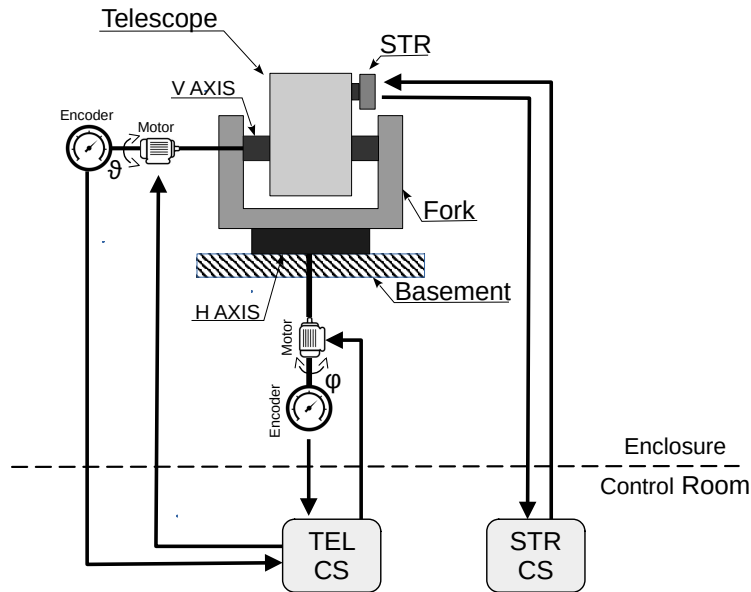 Telescope
STR
V AXIS
Encoder
Motor
ϑ
Fork
Basement
H AXIS
Motor
φ
Encoder
Enclosure
Control Room
TEL
CS
STR
CS